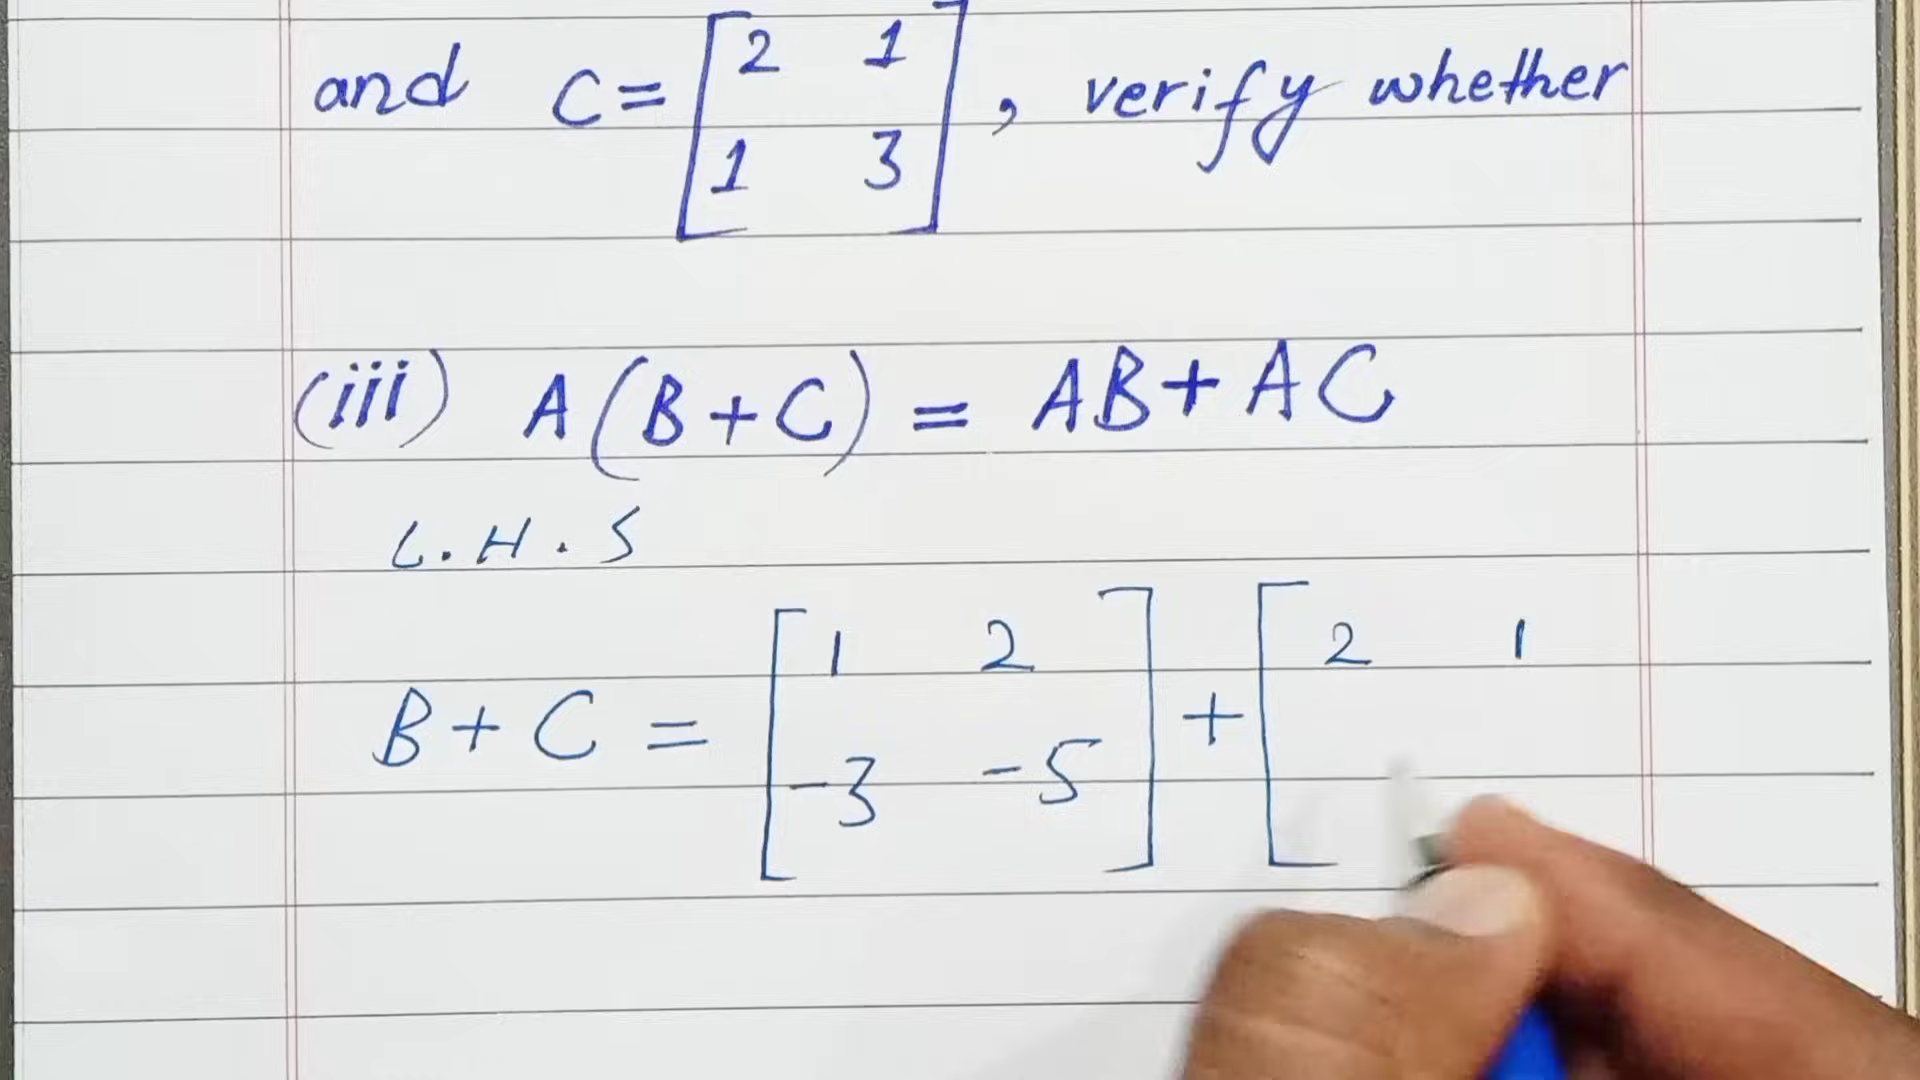 and C = [ 2 1
1 3 ] , verify whether
(iii) A(B+C) = AB+AC
L.H.S
B+C = [ 1 2
-3 -5 ] + [ 2 1